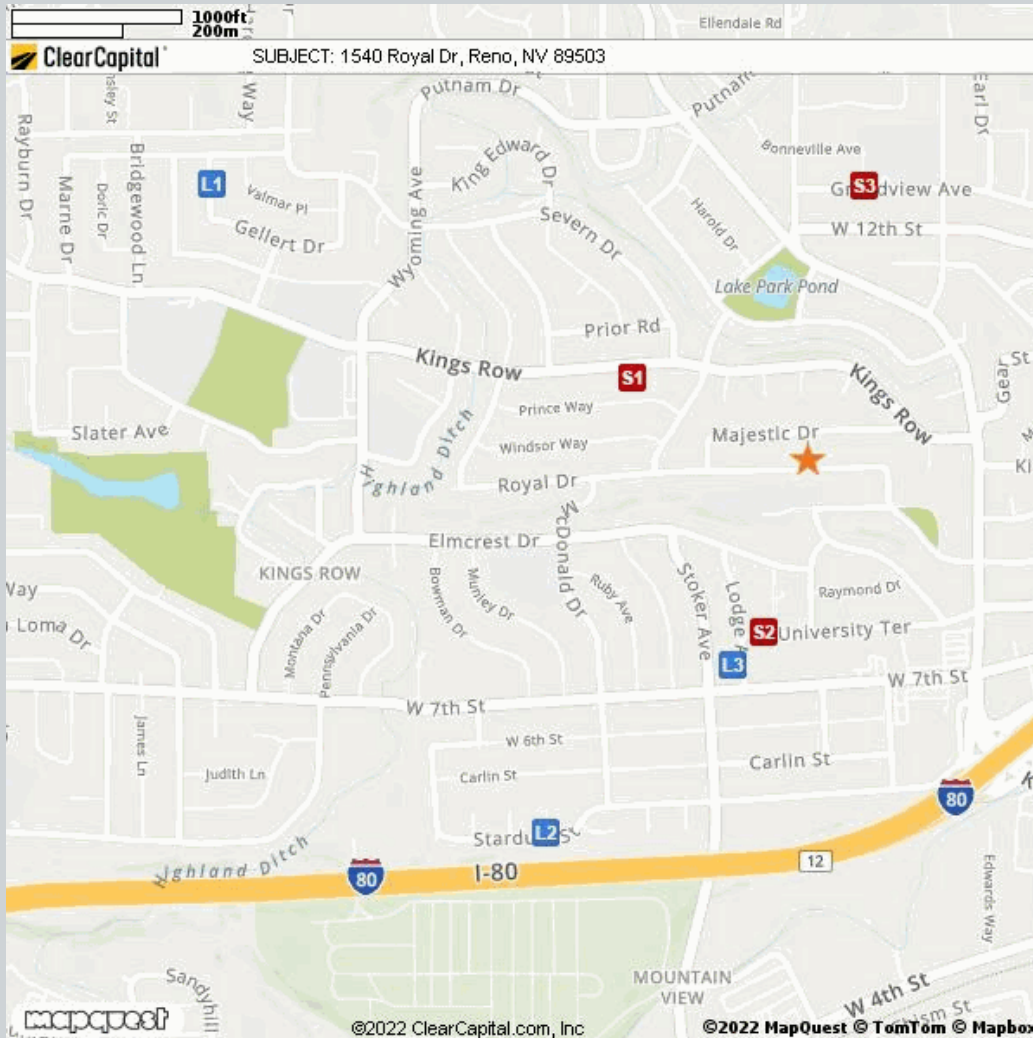 1000ft
200m
Ellendale Rd
ClearCapital
SUBJECT: 1540 Royal Dr, Reno, NV 89503
Way
Putnam Dr
Putnam
Earl Dr
Rayburn Dr
Marne Dr
Doric Dr
Bridgewood Ln
L1
Valmar Pl
Gellert Dr
Wyoming Ave
King Edward Dr
Severn Dr
Harold Dr
Bonneville Ave
S3
W 12th St
Lake Park Pond
Prior Rd
Kings Row
S1
Prince Way
Windsor Way
Kings Row
Gear St
Slater Ave
Majestic Dr
Highland Ditch
Royal Dr
McDonald Dr
Elmcrest Dr
KINGS ROW
Way
Loma Dr
Montana Dr
Pennsylvania Dr
Bowman Dr
Munley Dr
Ruby Ave
Stoker Ave
Lodge
Raymond Dr
S2
University Ter
L3
W 7th St
W 7th St
James Ln
Judith Ln
W 6th St
Carlin St
Carlin St
80
L2
Highland Ditch
80
I-80
12
Edwards Way
MOUNTAIN
VIEW
Sandyhill
W 4th St
Chism St
mapquest
©2022 ClearCapital.com, Inc
©2022 MapQuest © TomTom © Mapbox